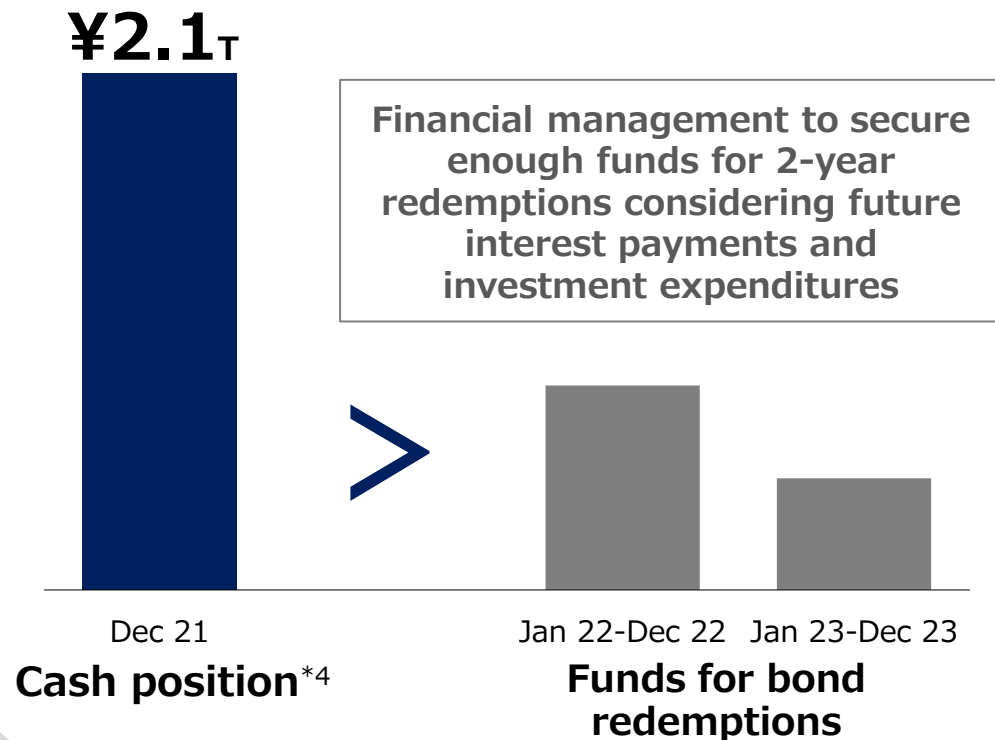 ¥2.1T
Financial management to secure
enough funds for 2-year
redemptions considering future
interest payments and
investment expenditures
>
Dec 21
Jan 22-Dec 22 Jan 23-Dec 23
Cash position*4
Funds for bond
redemptions